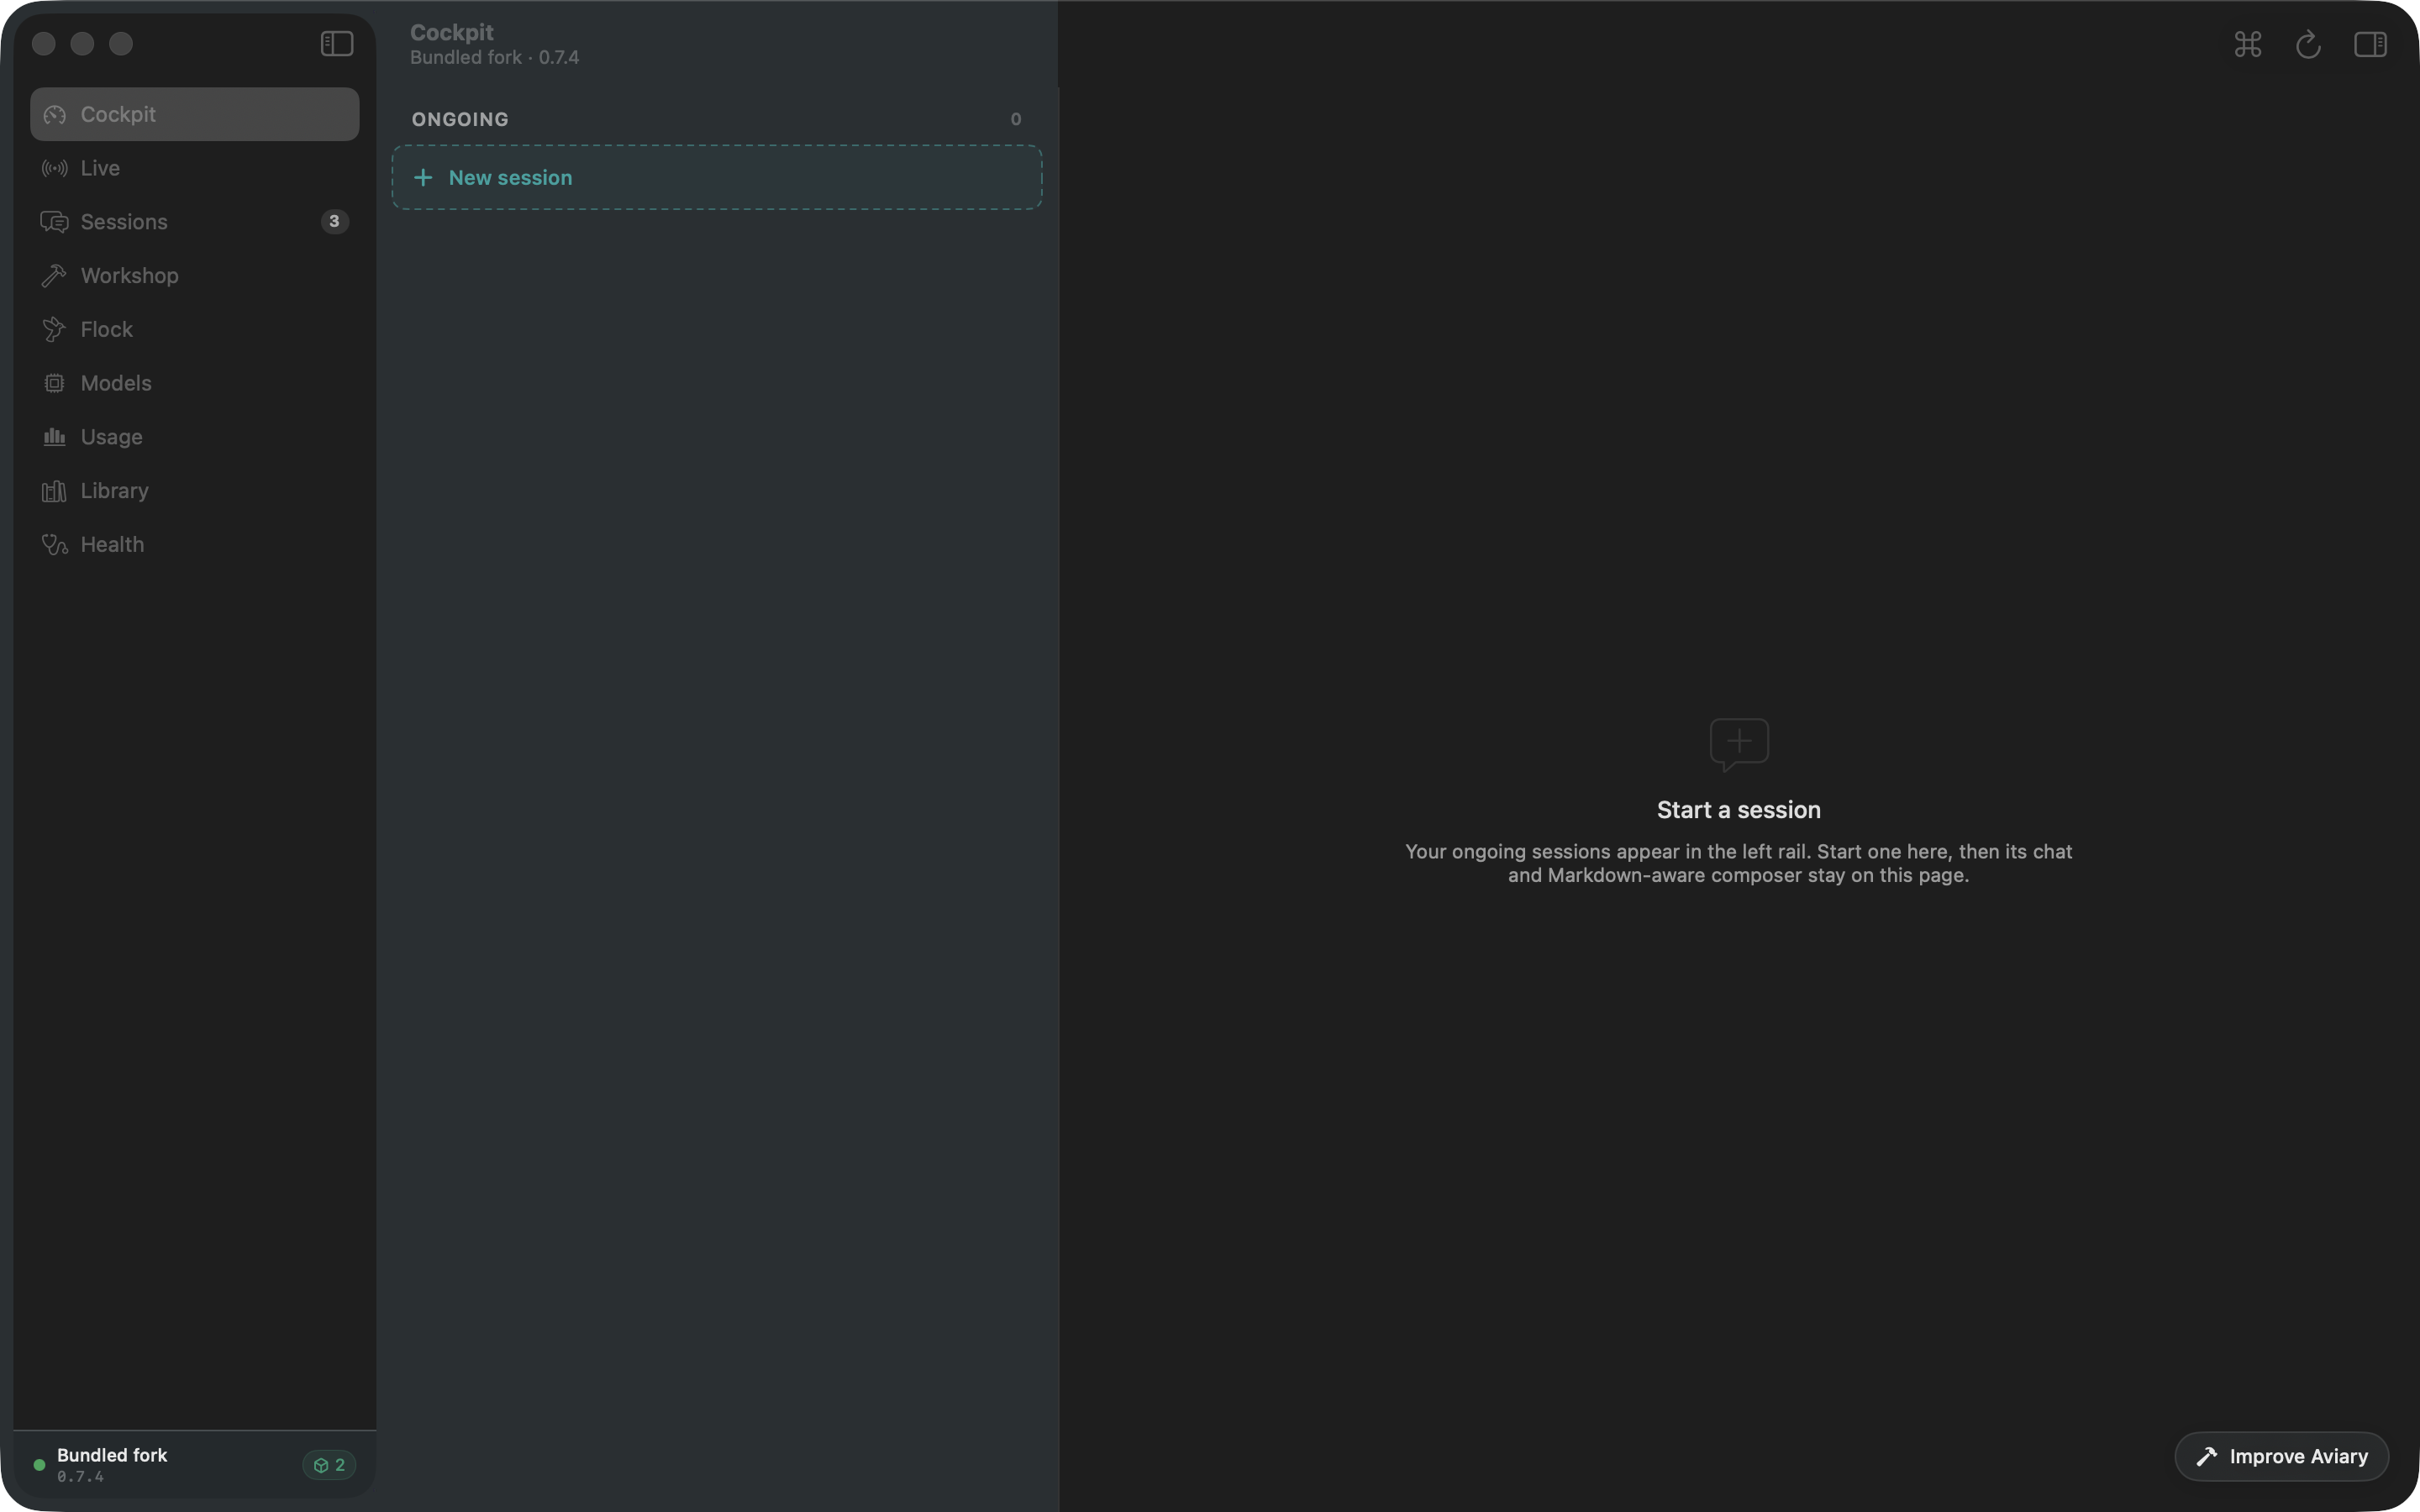 Cockpit
Bundled fork · 0.7.4
Cockpit
Live
Sessions 3
Workshop
Flock
Models
Usage
Library
Health
Bundled fork
0.7.4
2
ONGOING 0
New session
Start a session
Your ongoing sessions appear in the left rail. Start one here, then its chat
and Markdown-aware composer stay on this page.
Improve Aviary